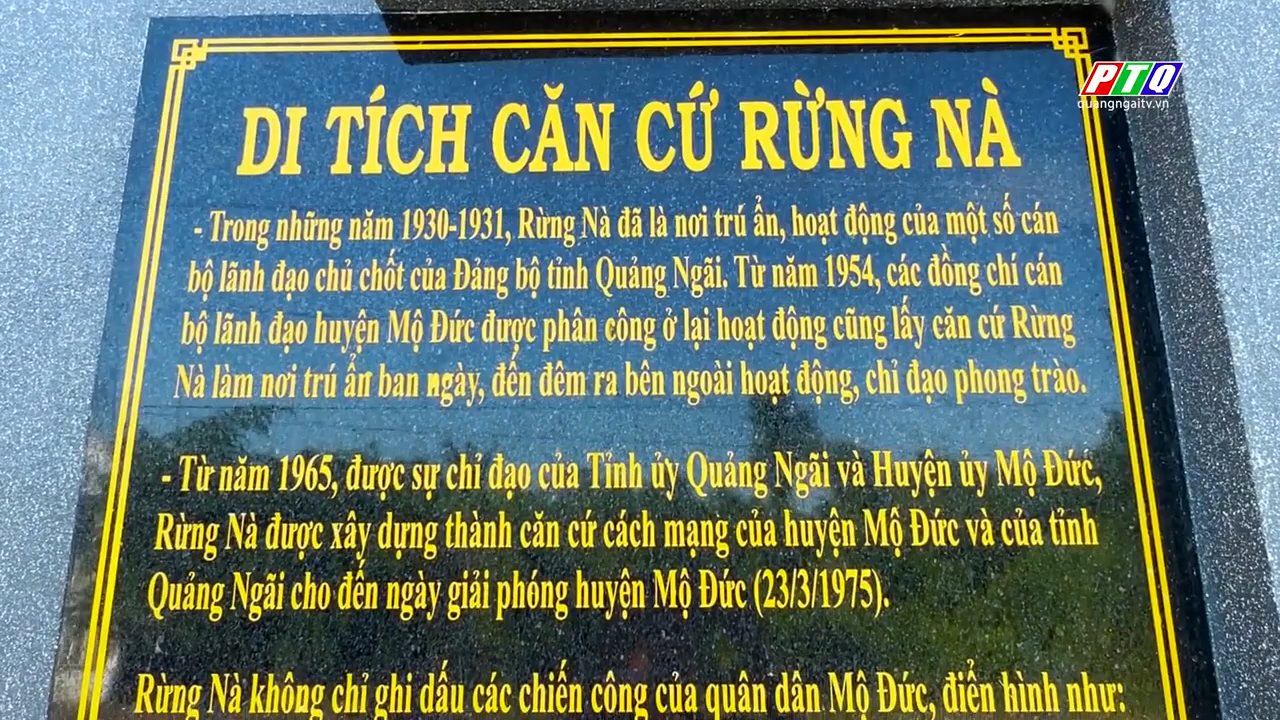 PTQ
quangngaitv.vn
DI TÍCH CĂN CỨ RỪNG NÀ
- Trong những năm 1930-1931, Rừng Nà đã là nơi trú ẩn, hoạt động của một số cán
bộ lãnh đạo chủ chốt của Đảng bộ tỉnh Quảng Ngãi. Từ năm 1954, các đồng chí cán
bộ lãnh đạo huyện Mộ Đức được phân công ở lại hoạt động cũng lấy căn cứ Rừng
Nà làm nơi trú ẩn ban ngày, đến đêm ra bên ngoài hoạt động, chỉ đạo phong trào.
- Từ năm 1965, được sự chỉ đạo của Tỉnh ủy Quảng Ngãi và Huyện ủy Mộ Đức,
Rừng Nà được xây dựng thành căn cứ cách mạng của huyện Mộ Đức và của tỉnh
Quảng Ngãi cho đến ngày giải phóng huyện Mộ Đức (23/3/1975).
Rừng Nà không chỉ ghi dấu các chiến công của quân dân Mộ Đức, điển hình như: